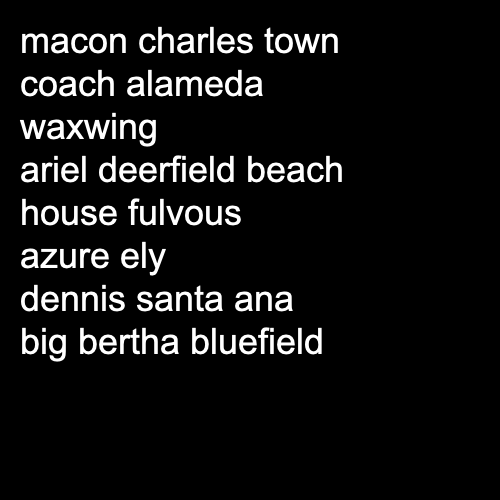 macon charles town
coach alameda
waxwing
ariel deerfield beach
house fulvous
azure ely
dennis santa ana
big bertha bluefield